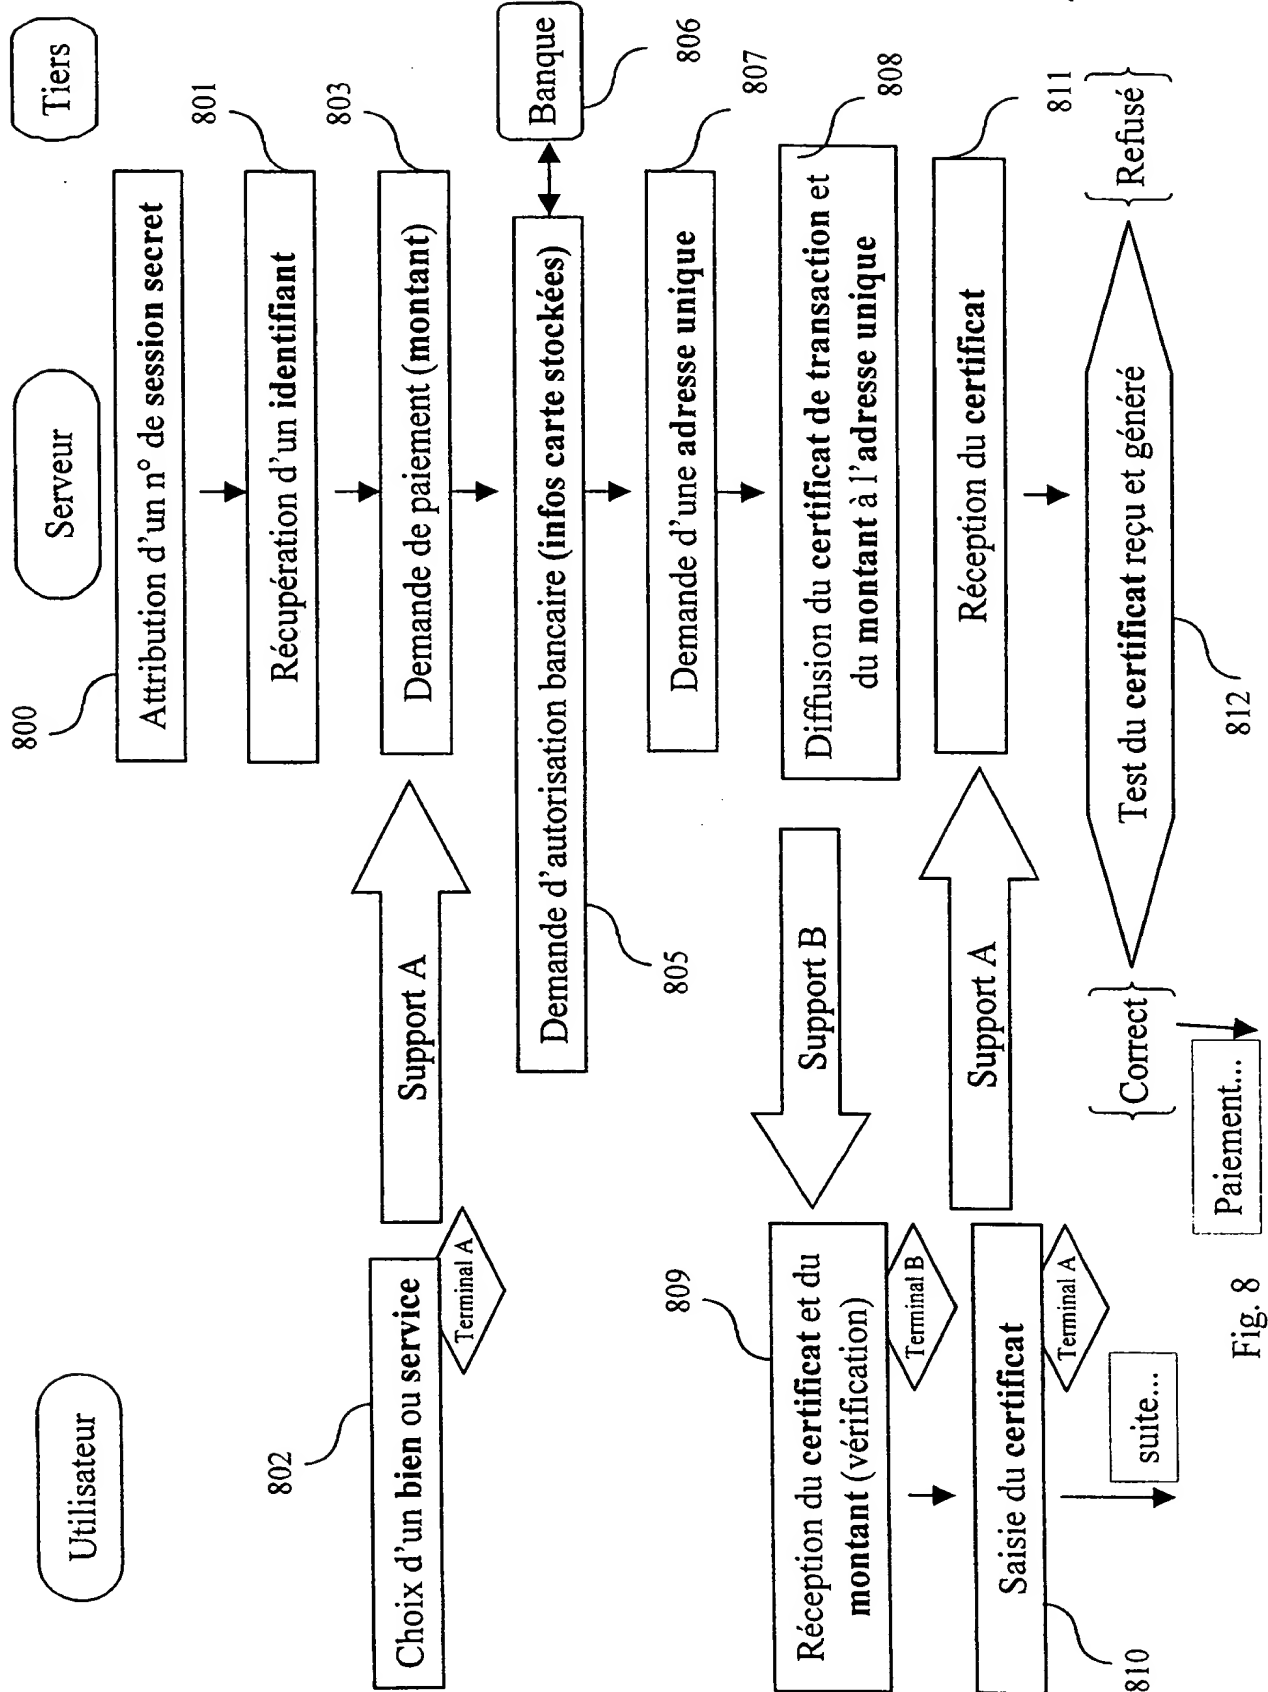 Utilisateur
Serveur
Tiers
800
Attribution d'un n° de session secret
801
Récupération d'un identifiant
802
Choix d'un bien ou service
Terminal A
Support A
803
Demande de paiement (montant)
805
Demande d'autorisation bancaire (infos carte stockées)
Banque
806
807
Demande d'une adresse unique
808
Diffusion du certificat de transaction et
du montant à l'adresse unique
Support B
809
Réception du certificat et du
montant (vérification)
Terminal B
810
Saisie du certificat
Terminal A
Support A
811
Réception du certificat
suite...
812
Test du certificat reçu et généré
Correct
Refusé
Paiement...
Fig. 8